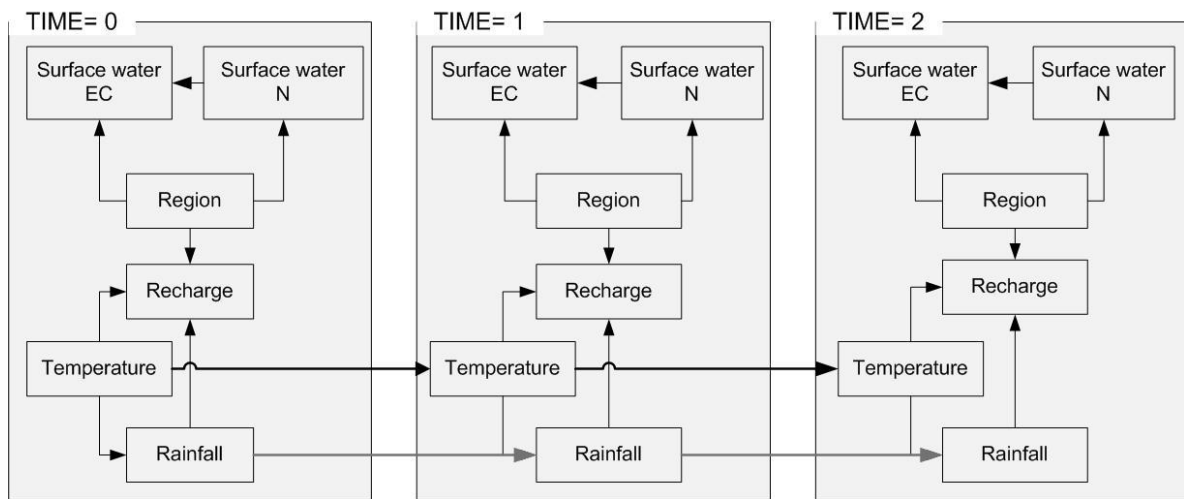 TIME= 0
Surface water
EC
Surface water
N
Region
Recharge
Temperature
Rainfall
TIME= 1
Surface water
EC
Surface water
N
Region
Recharge
Temperature
Rainfall
TIME= 2
Surface water
EC
Surface water
N
Region
Recharge
Temperature
Rainfall